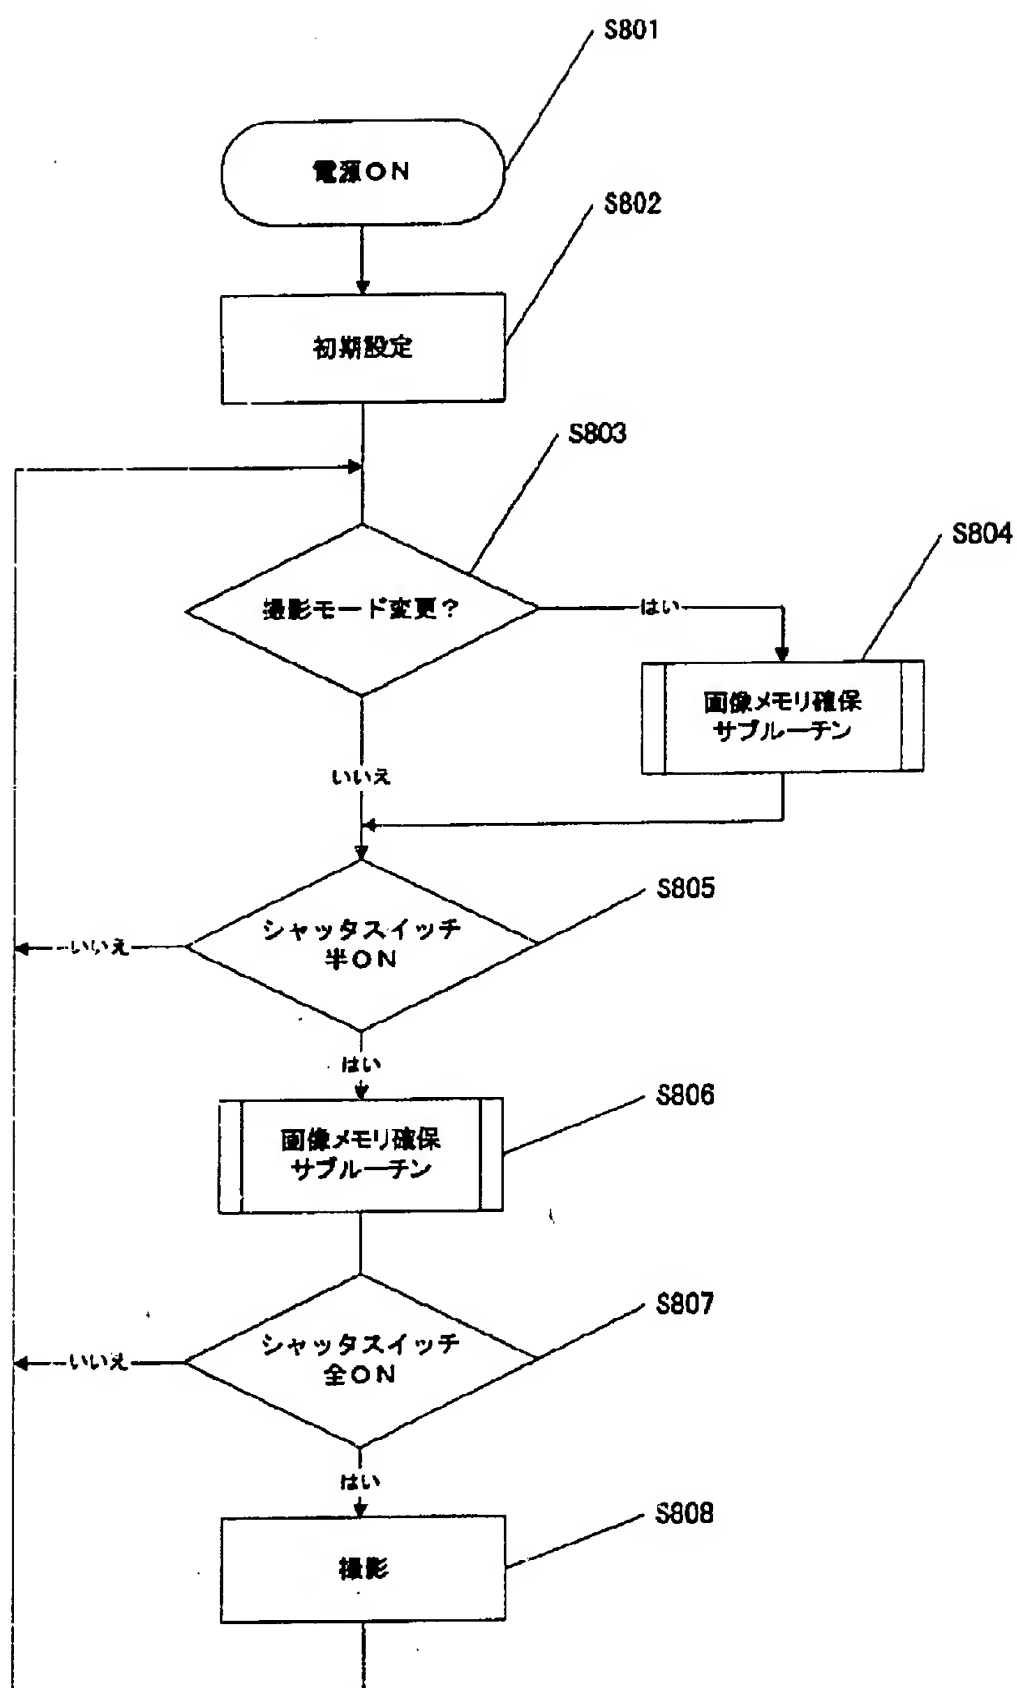 S801
電源ON
S802
初期設定
S803
撮影モード変更?
はい
S804
画像メモリ確保
サブルーチン
いいえ
S805
シャッタスイッチ
半ON
いいえ
はい
S806
画像メモリ確保
サブルーチン
S807
シャッタスイッチ
全ON
いいえ
はい
S808
撮影